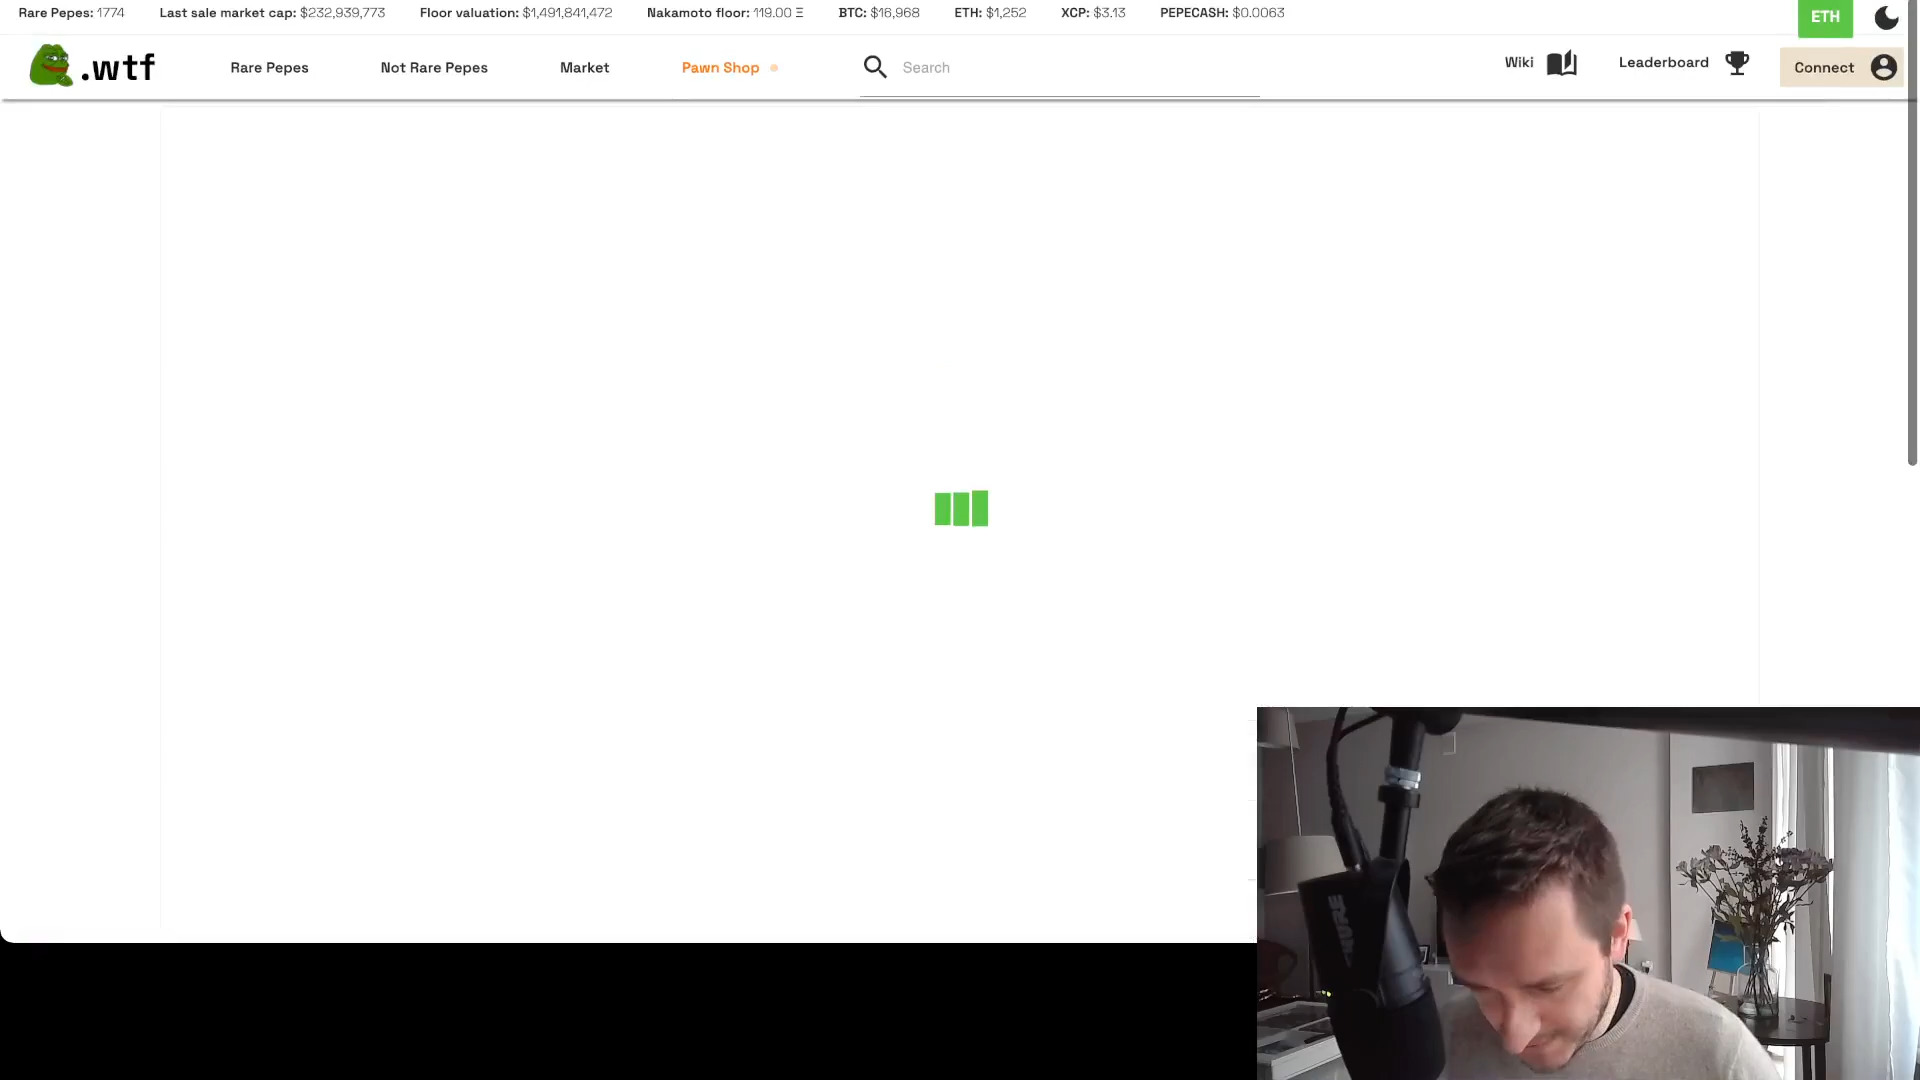 Rare Pepes: 1774 Last sale market cap: $232,939,773 Floor valuation: $1,491,841,472 Nakamoto floor: 119.00 Ξ BTC: $16,968 ETH: $1,252 XCP: $3.13 PEPECASH: $0.0063 ETH
.wtf Rare Pepes Not Rare Pepes Market Pawn Shop Search Wiki Leaderboard Connect
SHURE